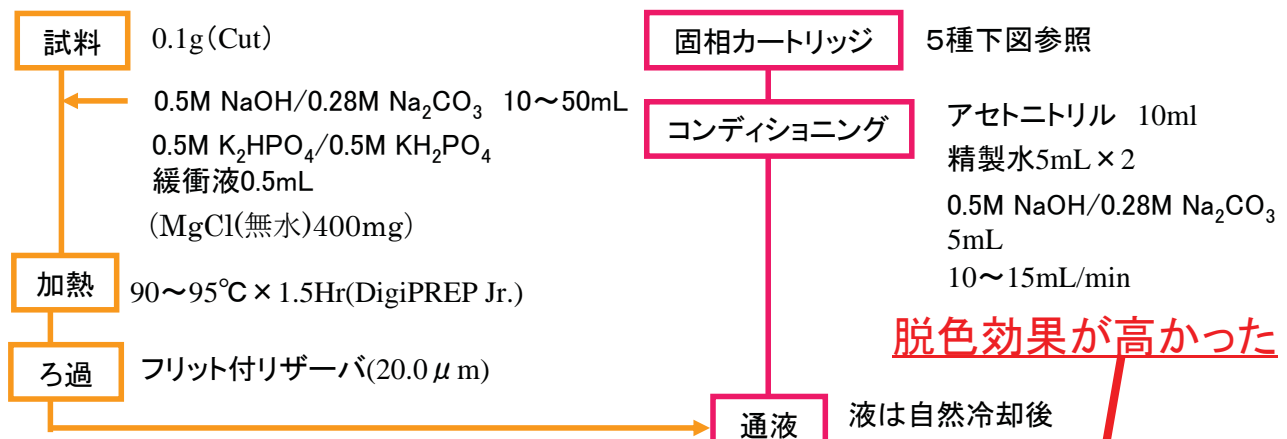 試料
0.1g(Cut)
0.5M NaOH/0.28M Na₂CO₃ 10～50mL
0.5M K₂HPO₄/0.5M KH₂PO₄
緩衝液0.5mL
(MgCl(無水)400mg)
加熱
90～95℃×1.5Hr(DigiPREP Jr.)
ろ過
フリット付リザーバ(20.0μm)
固相カートリッジ
5種下図参照
コンディショニング
アセトニトリル 10ml
精製水5mL×2
0.5M NaOH/0.28M Na₂CO₃
5mL
10～15mL/min
脱色効果が高かった
通液
液は自然冷却後